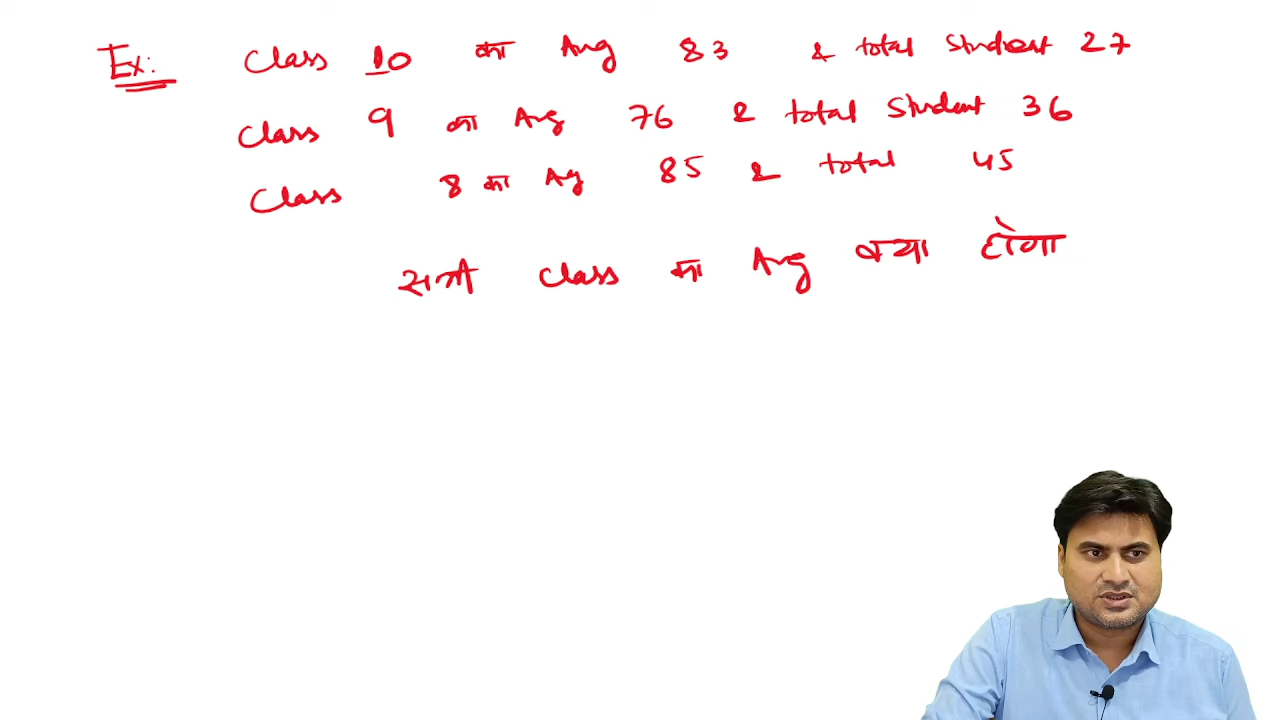 Ex: Class 10 का Avg 83 & total Student 27
Class 9 का Avg 76 & total Student 36
Class 8 का Avg 85 & total 45
सभी Class का Avg क्या होगा